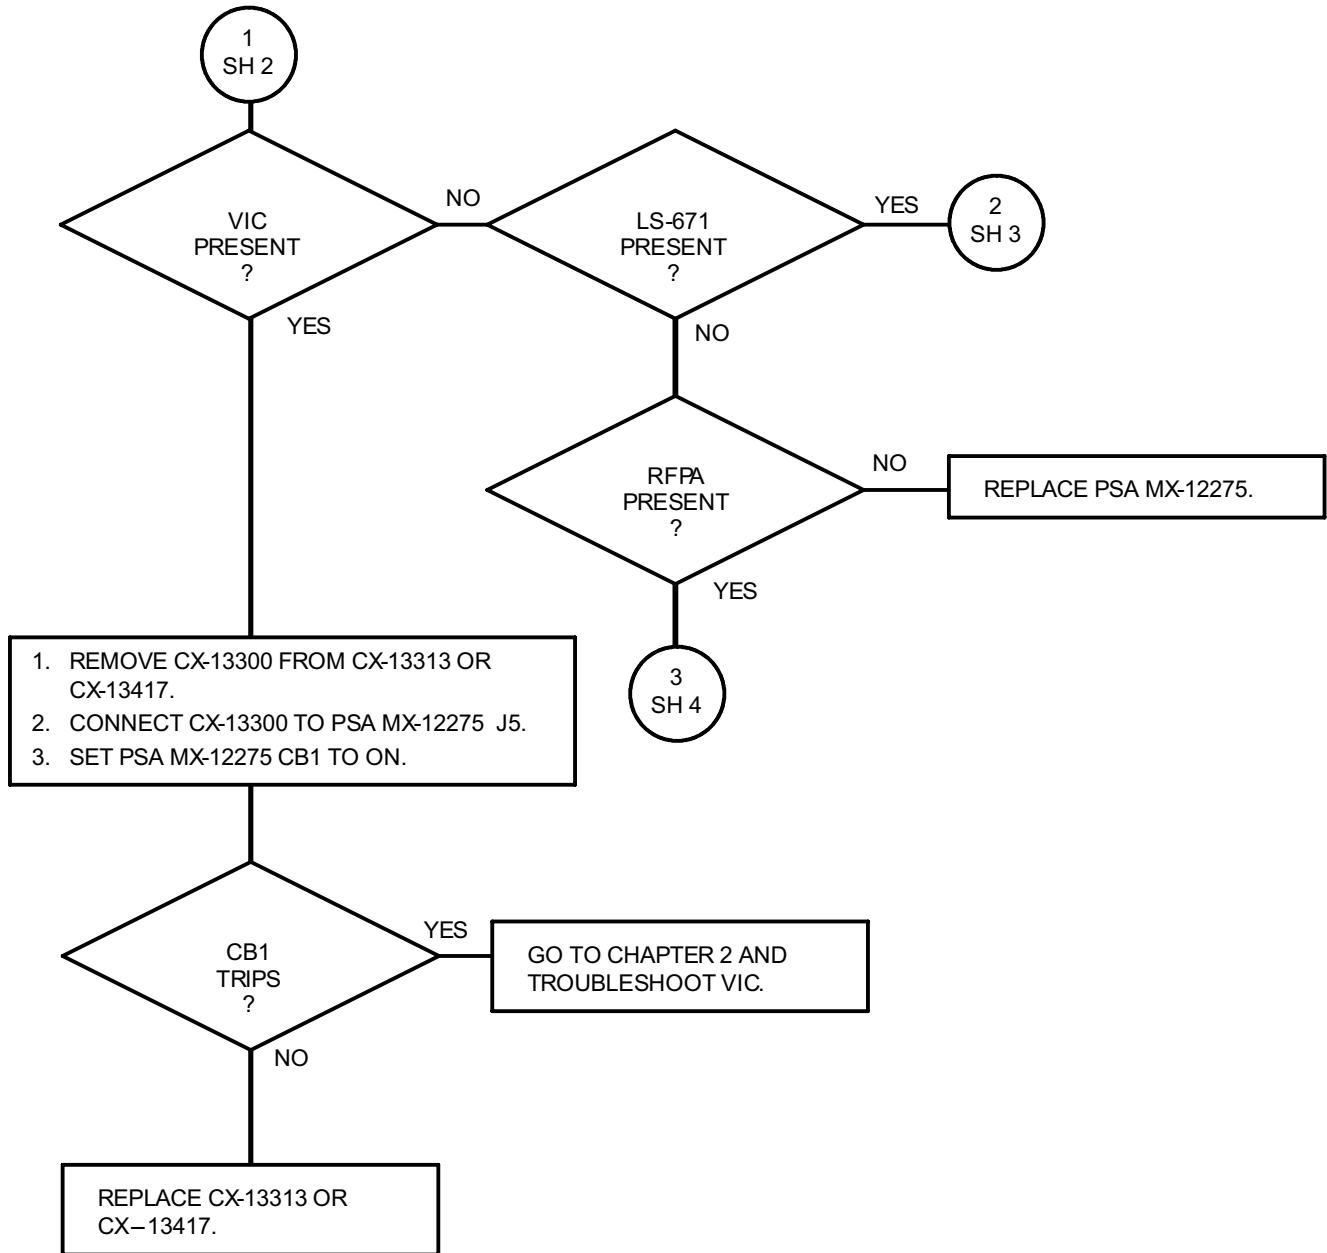 1
SH 2
VIC
PRESENT
?
NO
LS-671
PRESENT
?
YES
2
SH 3
YES
NO
RFPA
PRESENT
?
NO
REPLACE PSA MX-12275.
YES
3
SH 4
1. REMOVE CX-13300 FROM CX-13313 OR
CX-13417.
2. CONNECT CX-13300 TO PSA MX-12275 J5.
3. SET PSA MX-12275 CB1 TO ON.
CB1
TRIPS
?
YES
GO TO CHAPTER 2 AND
TROUBLESHOOT VIC.
NO
REPLACE CX-13313 OR
CX–13417.